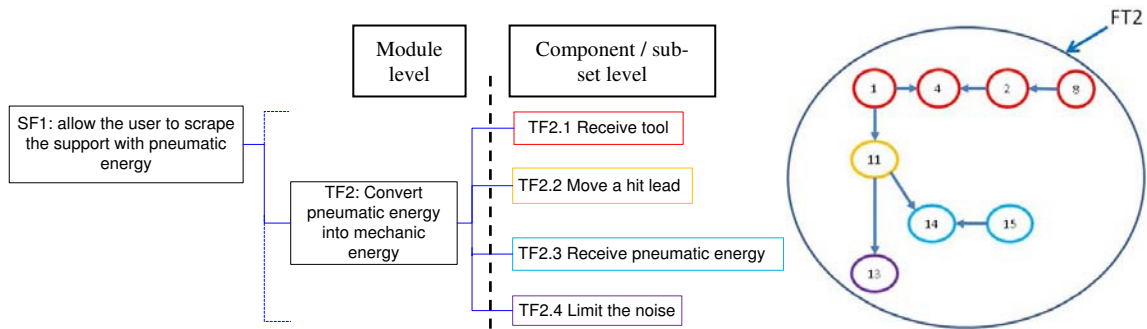 Module
level
Component / sub-
set level
SF1: allow the user to scrape
the support with pneumatic
energy
TF2: Convert
pneumatic energy
into mechanic
energy
TF2.1 Receive tool
TF2.2 Move a hit lead
TF2.3 Receive pneumatic energy
TF2.4 Limit the noise
FT2
1
4
2
8
11
14
15
13